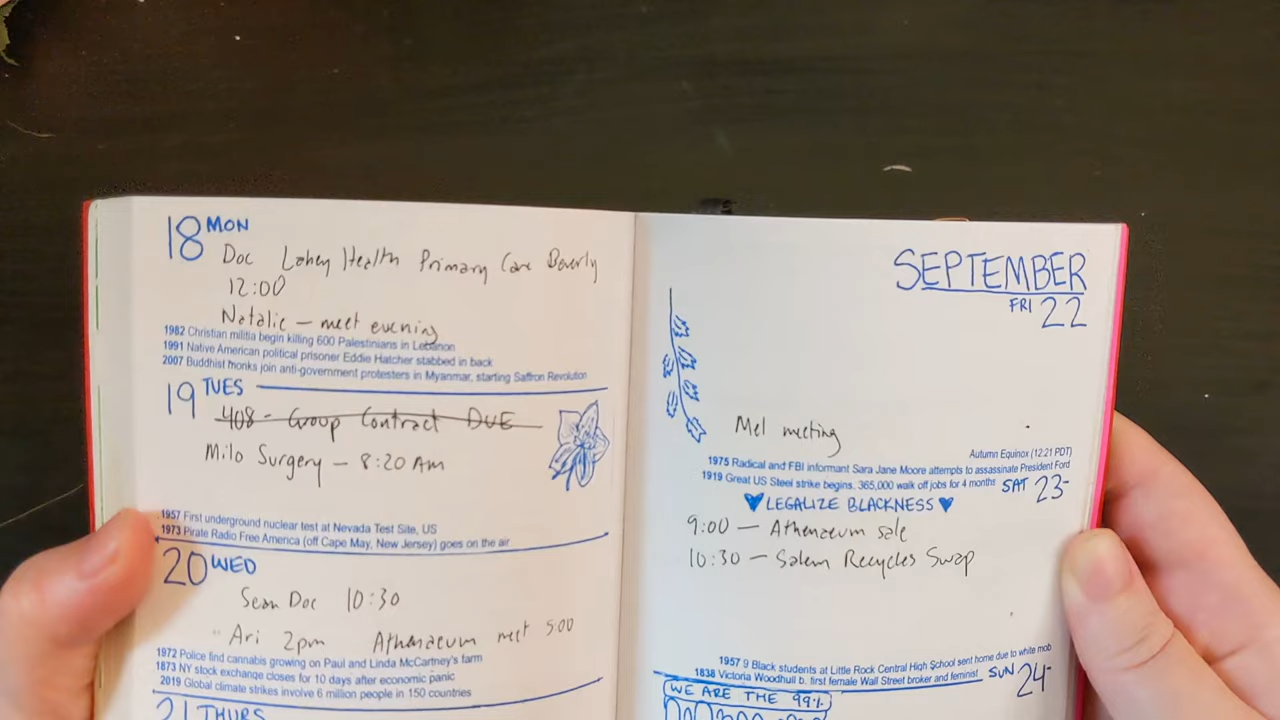 18 MON
Doc Lahey Health Primary Care Beverly
12:00
Natalie – meet evening
1982 Christian militia begin killing 600 Palestinians in Lebanon
1991 Native American political prisoner Eddie Hatcher stabbed in back
2007 Buddhist monks join anti-government protesters in Myanmar, starting Saffron Revolution
19 TUES
408 - Group Contract DUE
Milo Surgery – 8:20 AM
1957 First underground nuclear test at Nevada Test Site, US
1973 Pirate Radio Free America (off Cape May, New Jersey) goes on the air
20 WED
Sean Doc 10:30
Ari 2pm Athenaeum meet 5:00
1972 Police find cannabis growing on Paul and Linda McCartney's farm
1873 NY stock exchange closes for 10 days after economic panic
2019 Global climate strikes involve 6 million people in 150 countries
21 THURS
SEPTEMBER
FRI 22
Mel meeting
Autumn Equinox (12:21 PDT)
1975 Radical and FBI informant Sara Jane Moore attempts to assassinate President Ford
1919 Great US Steel strike begins. 365,000 walk off jobs for 4 months
SAT 23
LEGALIZE BLACKNESS
9:00 – Athenaeum sale
10:30 – Salem Recycles Swap
1957 9 Black students at Little Rock Central High School sent home due to white mob
1838 Victoria Woodhull b. first female Wall Street broker and feminist
SUN 24
WE ARE THE 99%